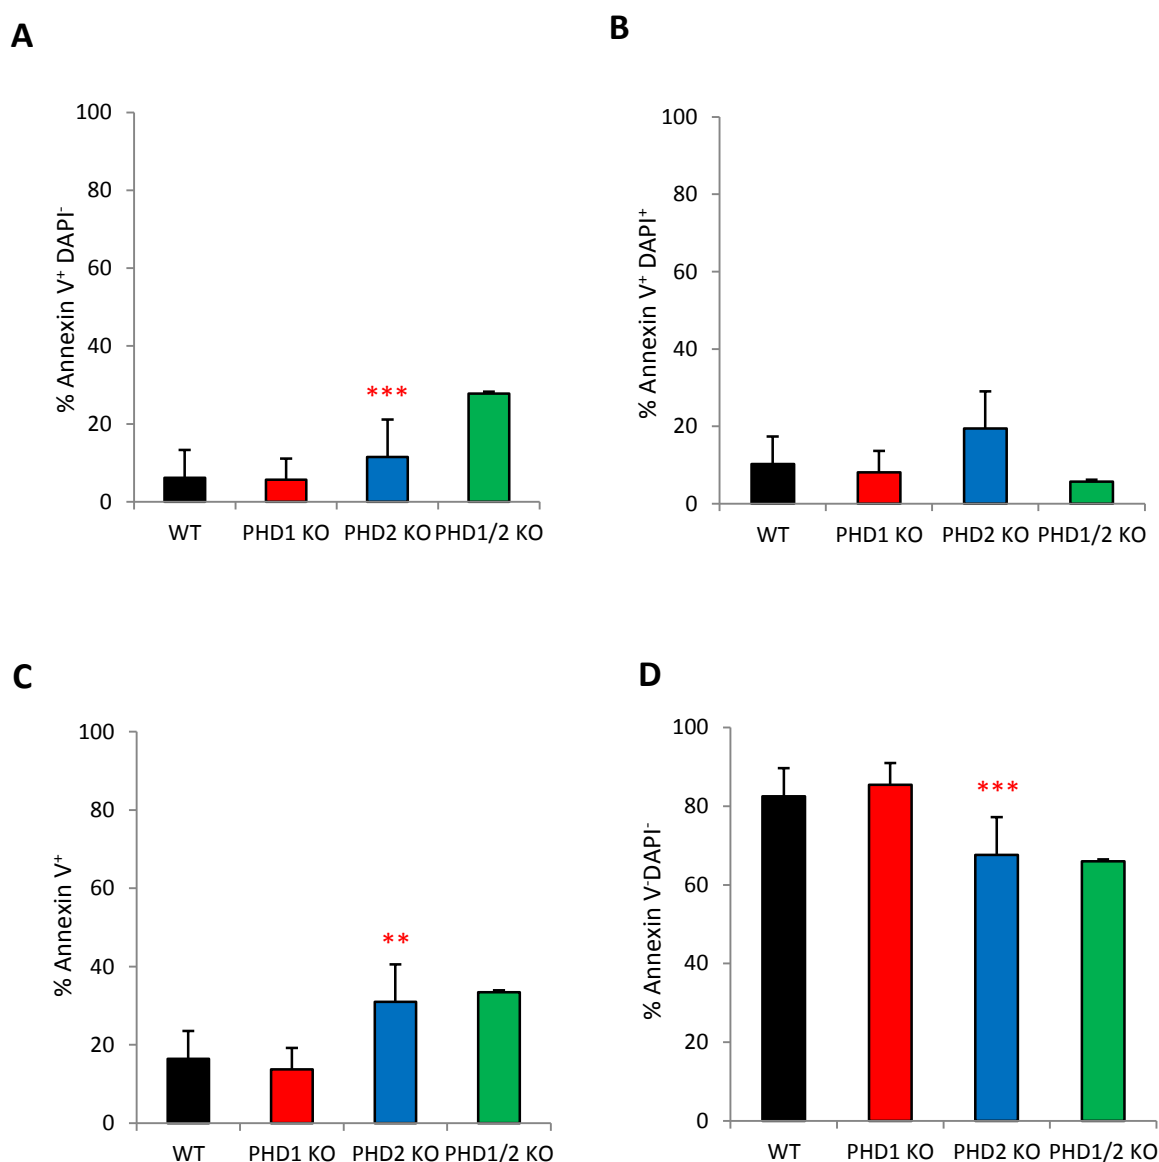 A
% Annexin V⁺ DAPI⁻
100
80
60
40
20
0
***
WT PHD1 KO PHD2 KO PHD1/2 KO
B
% Annexin V⁺ DAPI⁺
100
80
60
40
20
0
WT PHD1 KO PHD2 KO PHD1/2 KO
C
% Annexin V⁺
100
80
60
40
20
0
**
WT PHD1 KO PHD2 KO PHD1/2 KO
D
% Annexin V⁻DAPI⁻
100
80
60
40
20
0
***
WT PHD1 KO PHD2 KO PHD1/2 KO